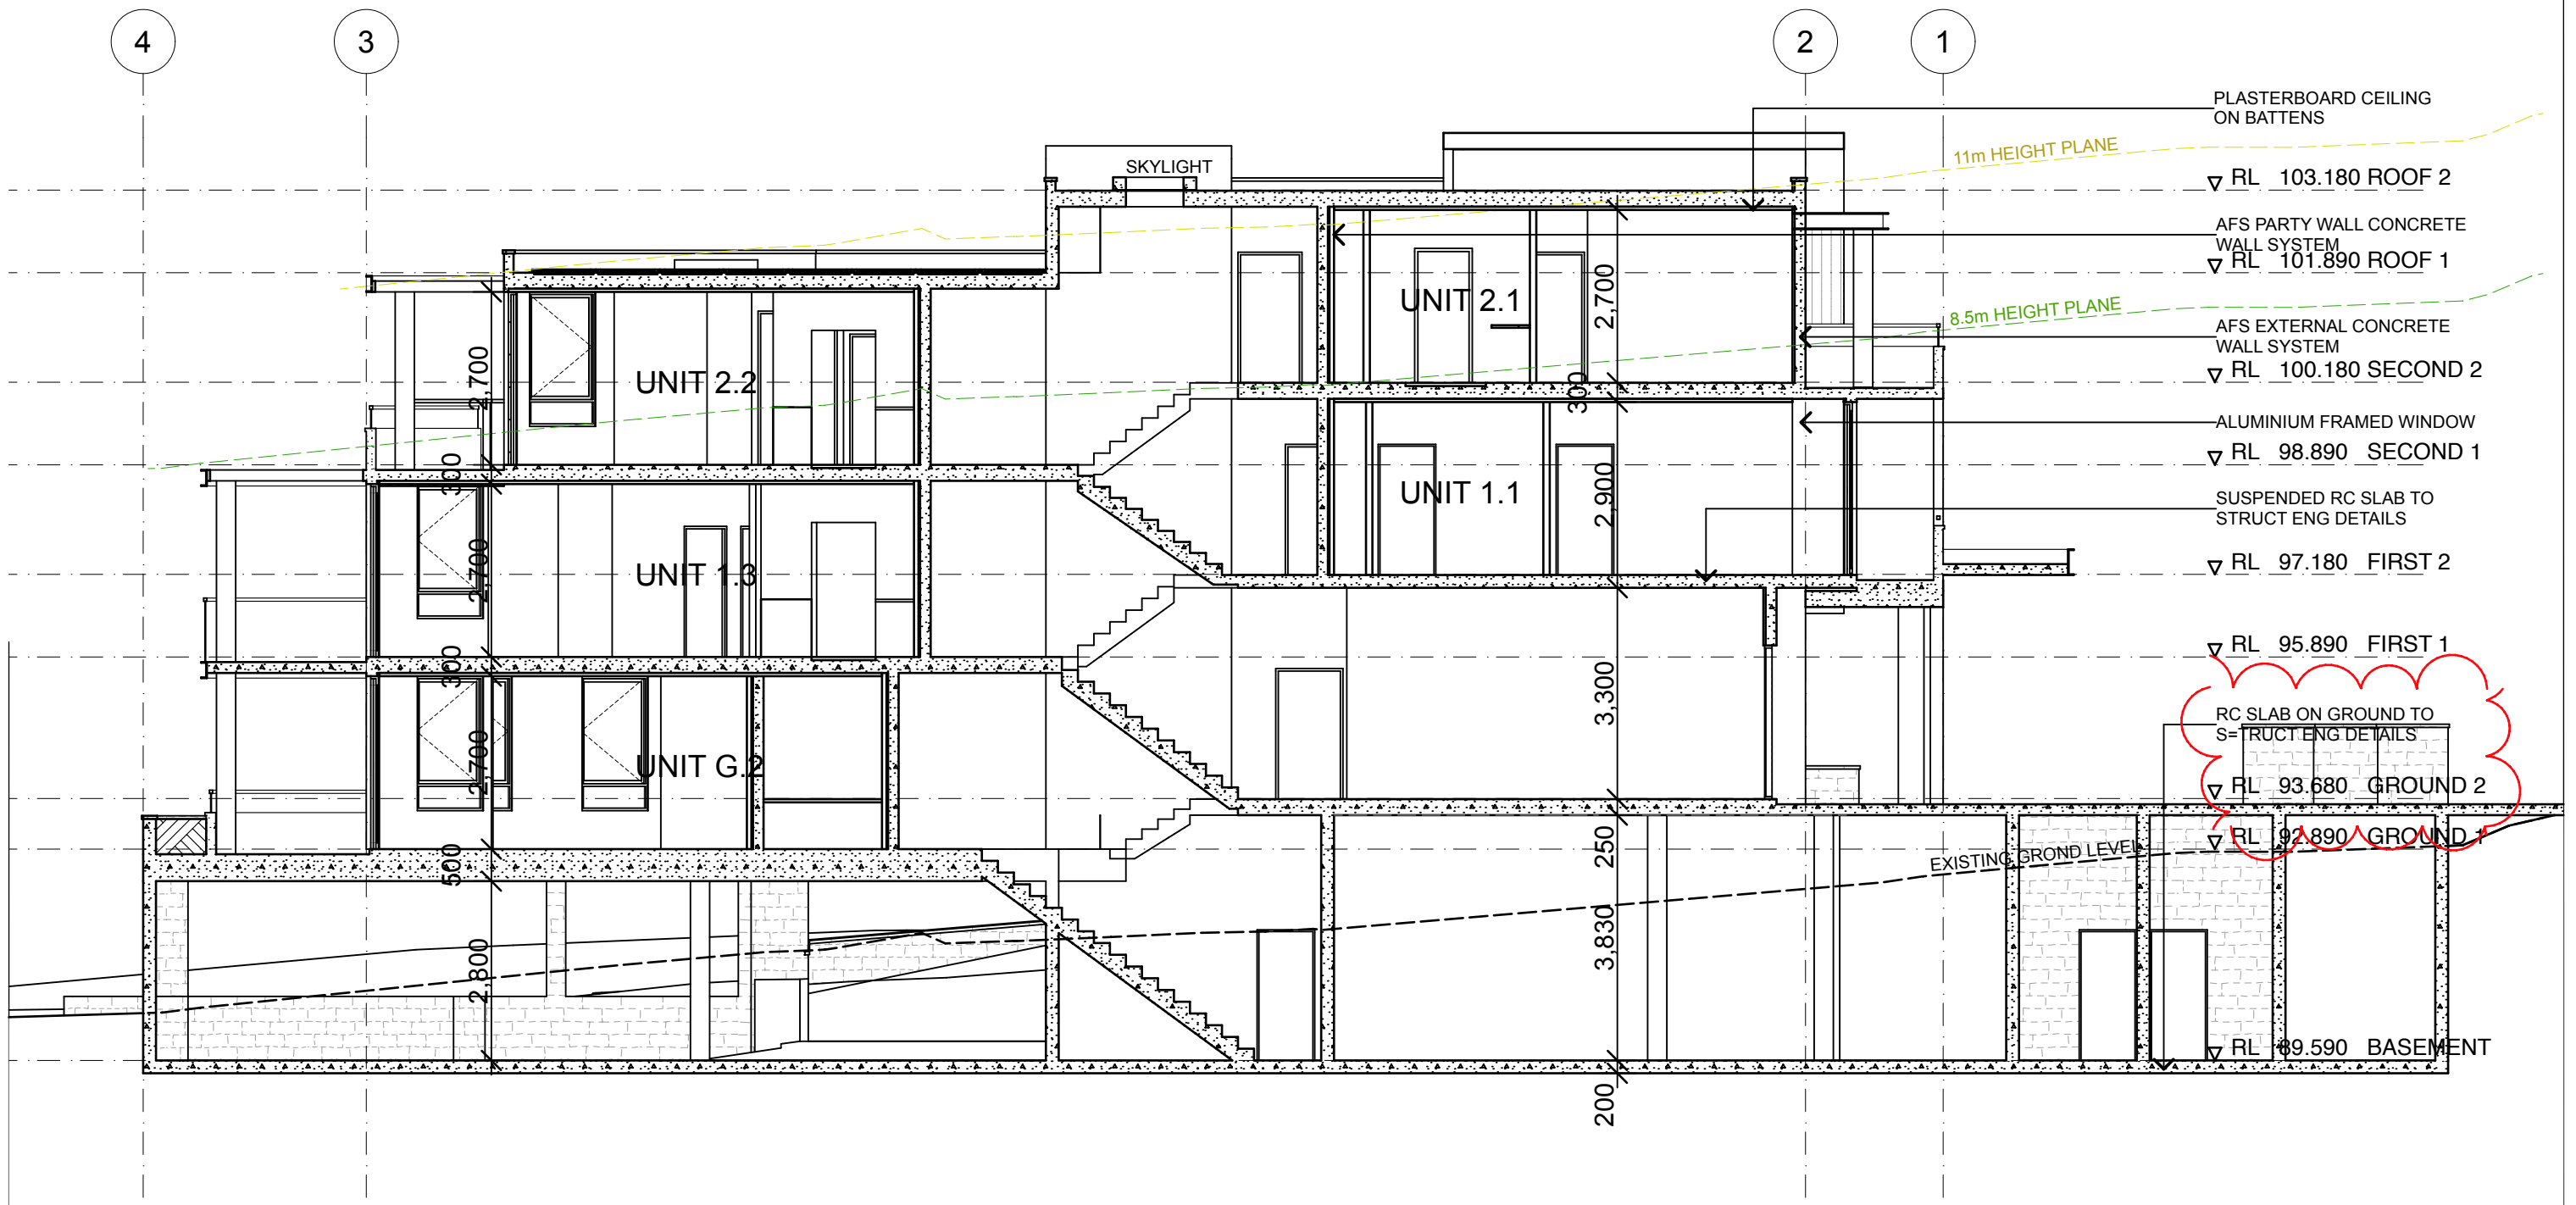 4
3
2
1
PLASTERBOARD CEILING
ON BATTENS
11m HEIGHT PLANE
SKYLIGHT
RL 103.180 ROOF 2
AFS PARTY WALL CONCRETE
WALL SYSTEM
RL 101.890 ROOF 1
UNIT 2.1
2,700
8.5m HEIGHT PLANE
AFS EXTERNAL CONCRETE
WALL SYSTEM
RL 100.180 SECOND 2
UNIT 2.2
2,700
300
ALUMINIUM FRAMED WINDOW
RL 98.890 SECOND 1
300
UNIT 1.1
2,900
SUSPENDED RC SLAB TO
STRUCT ENG DETAILS
RL 97.180 FIRST 2
UNIT 1.3
2,700
RL 95.890 FIRST 1
300
3,300
RC SLAB ON GROUND TO
S=TRUCT ENG DETAILS
UNIT G.2
2,700
RL 93.680 GROUND 2
RL 92.890 GROUND 1
250
500
EXISTING GROND LEVEL
3,830
2,800
RL 89.590 BASEMENT
200